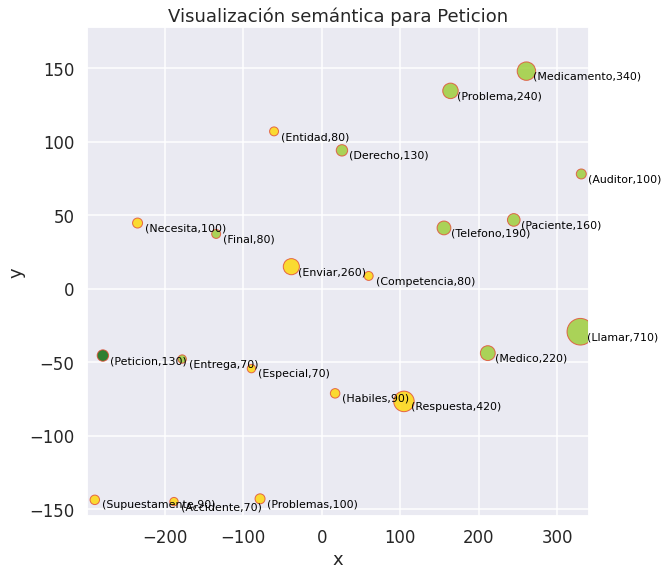 Visualización semántica para Peticion
150
100
50
0
−50
−100
−150
y
(Medicamento,340)
(Problema,240)
(Entidad,80)
(Derecho,130)
(Auditor,100)
(Necesita,100)
(Final,80)
(Telefono,190)
(Paciente,160)
(Enviar,260)
(Competencia,80)
(Llamar,710)
(Peticion,130)
(Entrega,70)
(Especial,70)
(Medico,220)
(Habiles,90)
(Respuesta,420)
(Supuestamente,90)
(Accidente,70)
(Problemas,100)
−200
−100
0
100
200
300
x